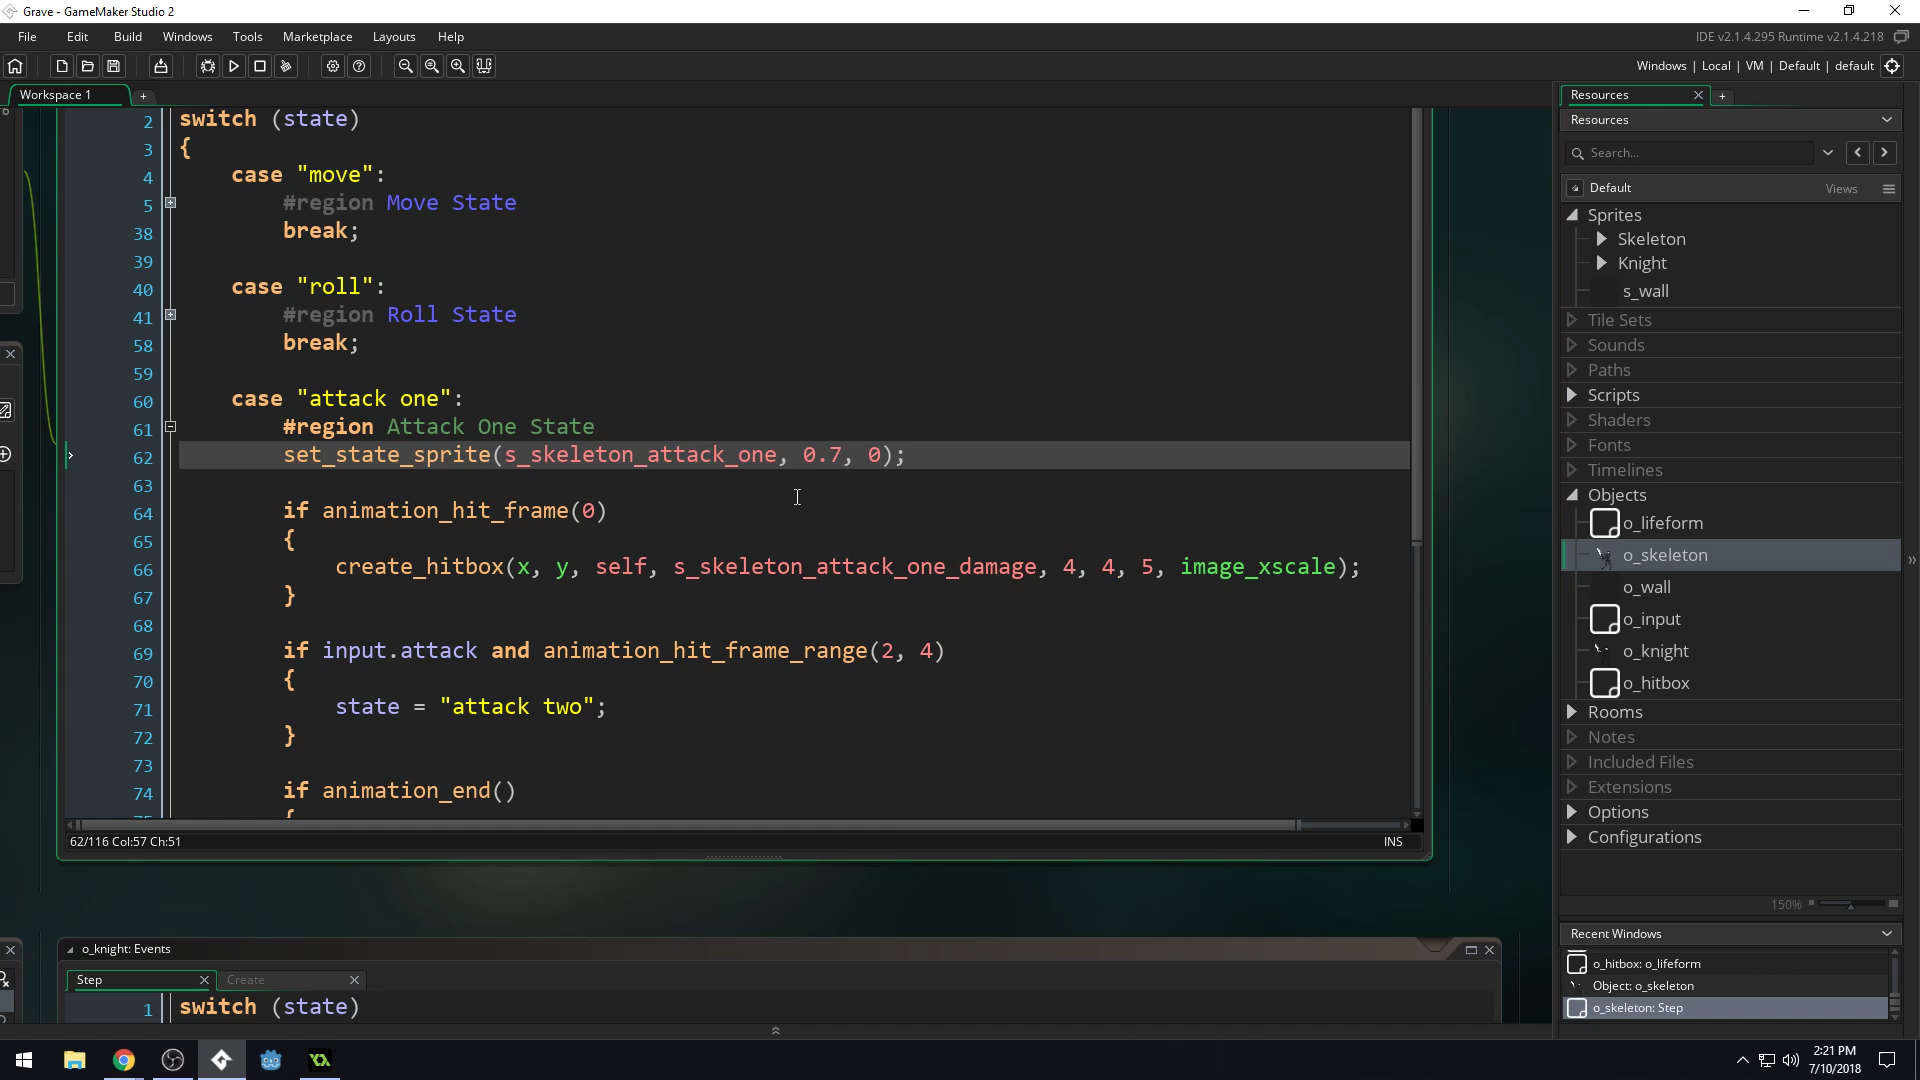 Grave - GameMaker Studio 2
File Edit Build Windows Tools Marketplace Layouts Help
IDE v2.1.4.295 Runtime v2.1.4.218
Windows | Local | VM | Default | default
Workspace 1
2 switch (state)
3 {
4 case "move":
5 #region Move State
38 break;
39
40 case "roll":
41 #region Roll State
58 break;
59
60 case "attack one":
61 #region Attack One State
62 set_state_sprite(s_skeleton_attack_one, 0.7, 0);
63
64 if animation_hit_frame(0)
65 {
66 create_hitbox(x, y, self, s_skeleton_attack_one_damage, 4, 4, 5, image_xscale);
67 }
68
69 if input.attack and animation_hit_frame_range(2, 4)
70 {
71 state = "attack two";
72 }
73
74 if animation_end()
75 {
62/116 Col:57 Ch:51
INS
o_knight: Events
Step
Create
1 switch (state)
Resources
Resources
Search...
Default
Views
Sprites
Skeleton
Knight
s_wall
Tile Sets
Sounds
Paths
Scripts
Shaders
Fonts
Timelines
Objects
o_lifeform
o_skeleton
o_wall
o_input
o_knight
o_hitbox
Rooms
Notes
Included Files
Extensions
Options
Configurations
150%
Recent Windows
o_hitbox: o_lifeform
Object: o_skeleton
o_skeleton: Step
2:21 PM
7/10/2018